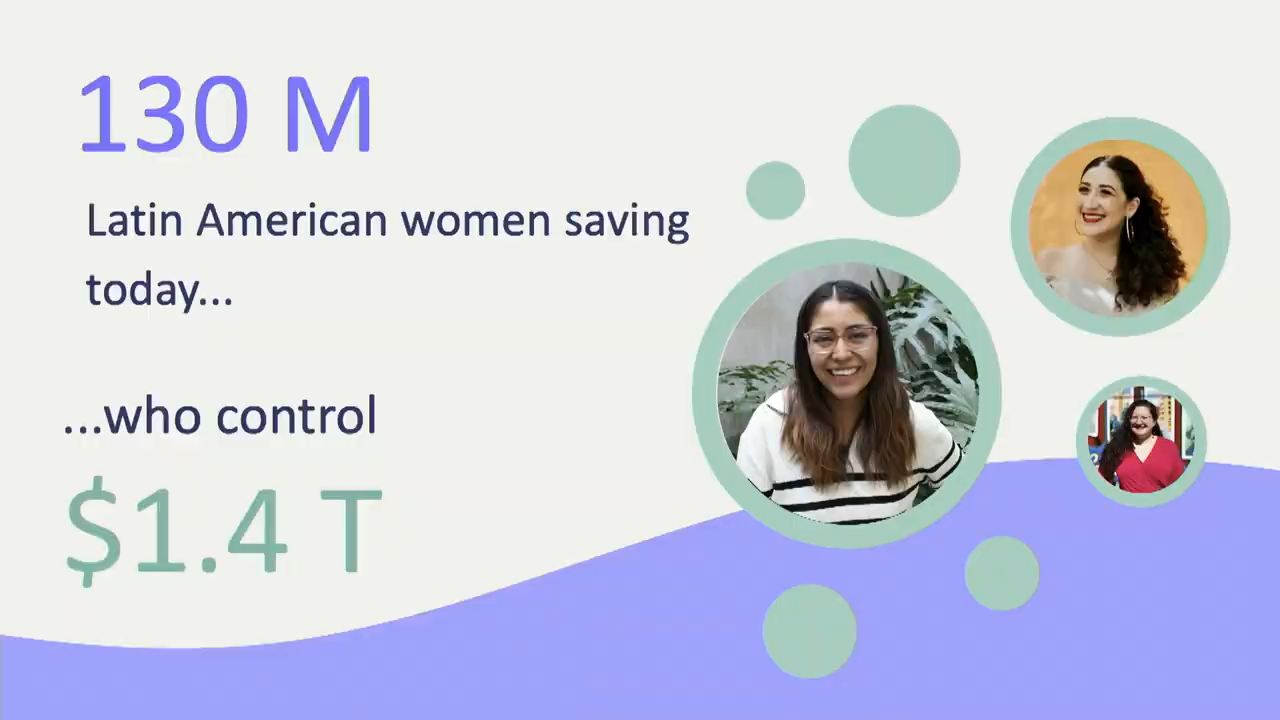 130 M
Latin American women saving
today...
...who control
$1.4 T